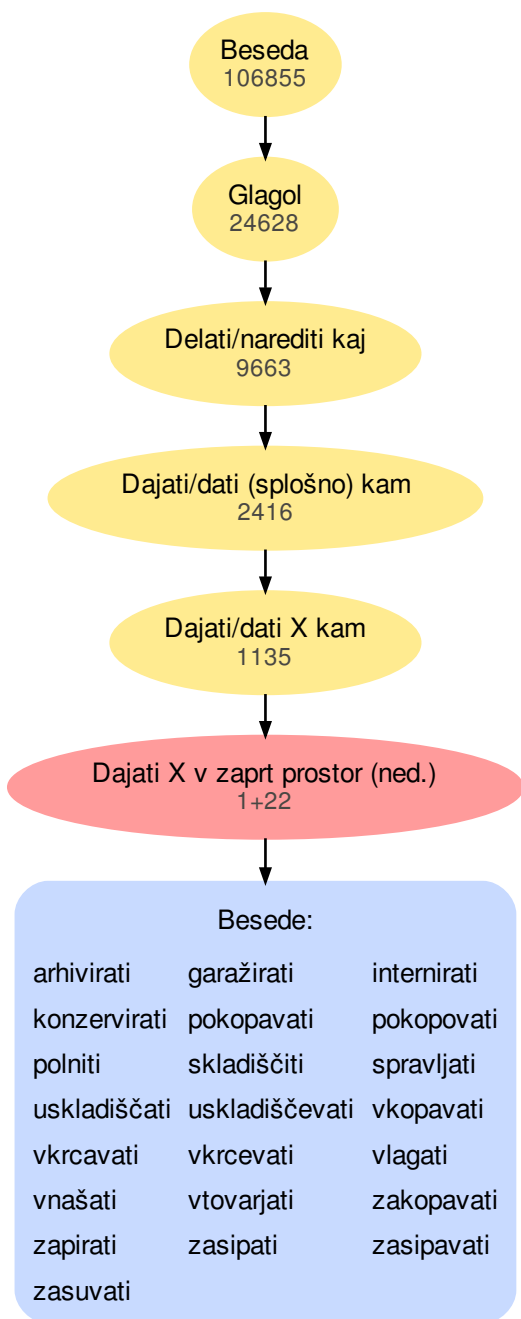 Beseda
106855
Glagol
24628
Delati/narediti kaj
9663
Dajati/dati (splošno) kam
2416
Dajati/dati X kam
1135
Dajati X v zaprt prostor (ned.)
1+22
Besede:
arhivirati garažirati internirati
konzervirati pokopavati pokopovati
polniti skladiščiti spravljati
uskladiščati uskladiščevati vkopavati
vkrcavati vkrcevati vlagati
vnašati vtovarjati zakopavati
zapirati zasipati zasipavati
zasuvati